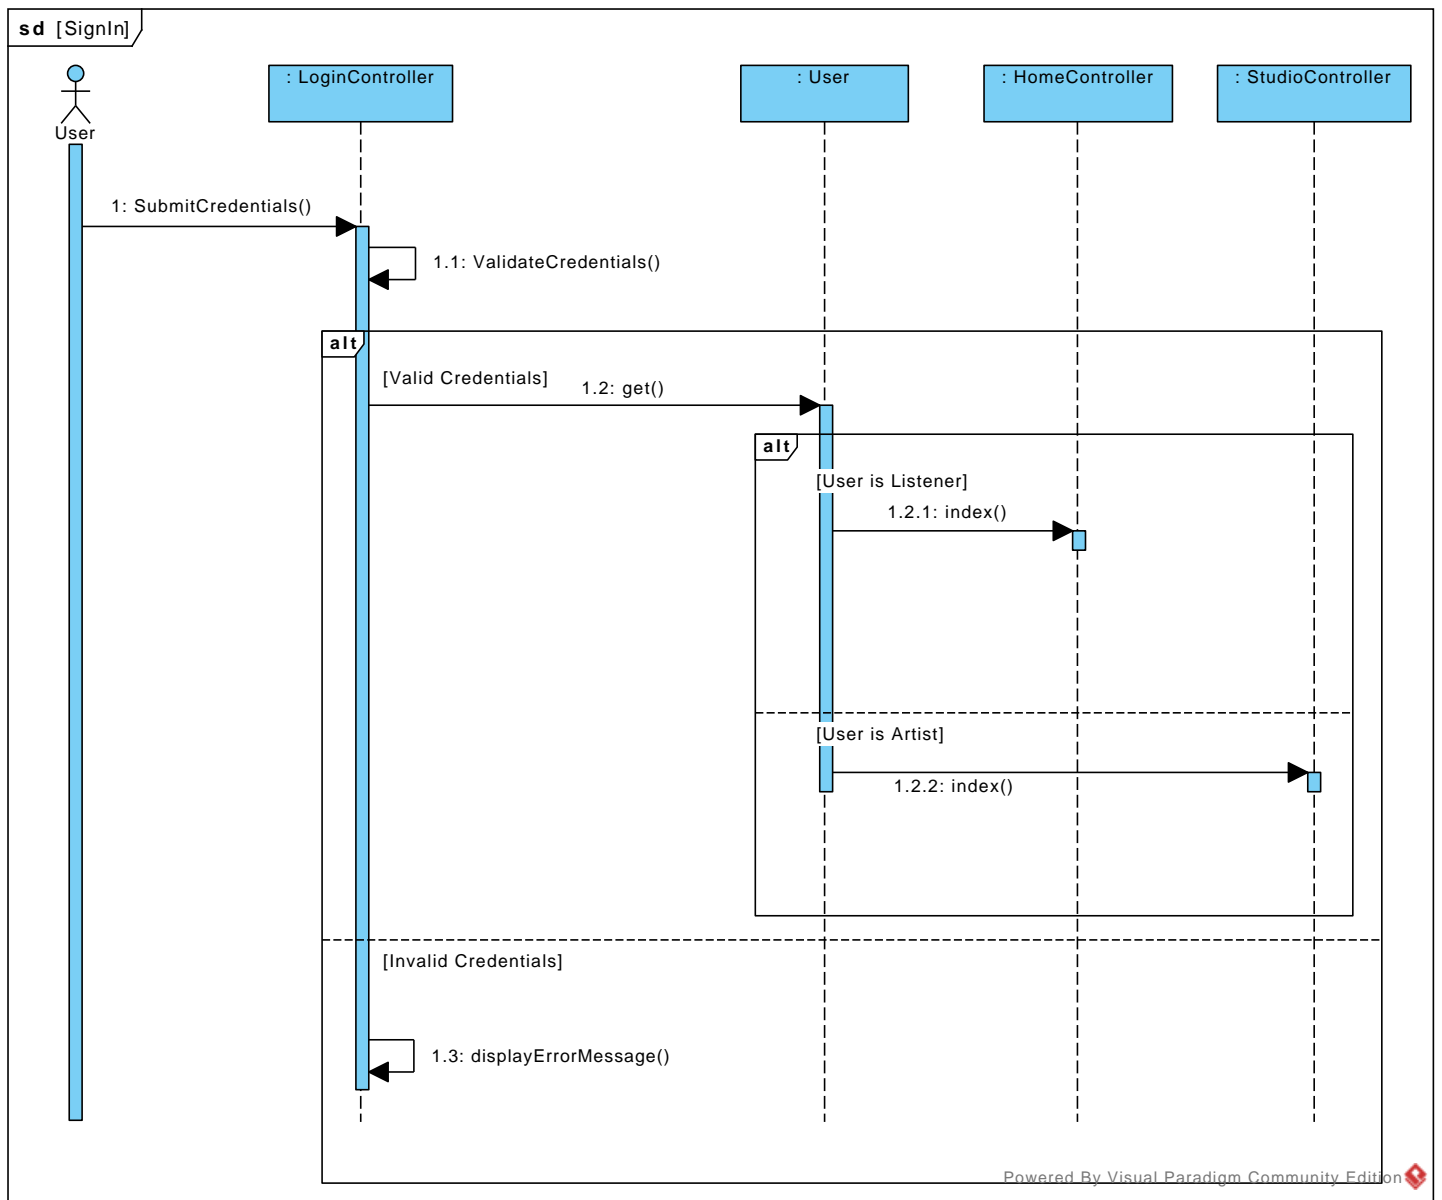 sd [SignIn]
User
: LoginController
: User
: HomeController
: StudioController
1: SubmitCredentials()
1.1: ValidateCredentials()
alt
[Valid Credentials]
1.2: get()
alt
[User is Listener]
1.2.1: index()
[User is Artist]
1.2.2: index()
[Invalid Credentials]
1.3: displayErrorMessage()
Powered By Visual Paradigm Community Edition